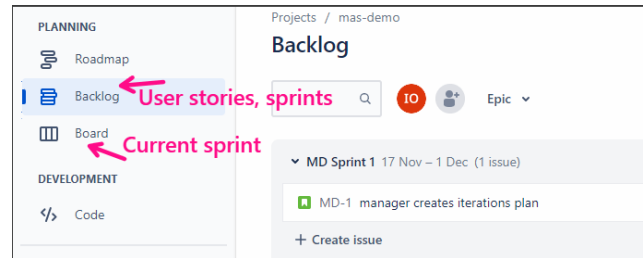 PLANNING
Roadmap
Backlog
User stories, sprints
Board
Current sprint
DEVELOPMENT
Code
Projects / mas-demo
Backlog
IO
Epic
MD Sprint 1 17 Nov – 1 Dec (1 issue)
MD-1 manager creates iterations plan
+ Create issue